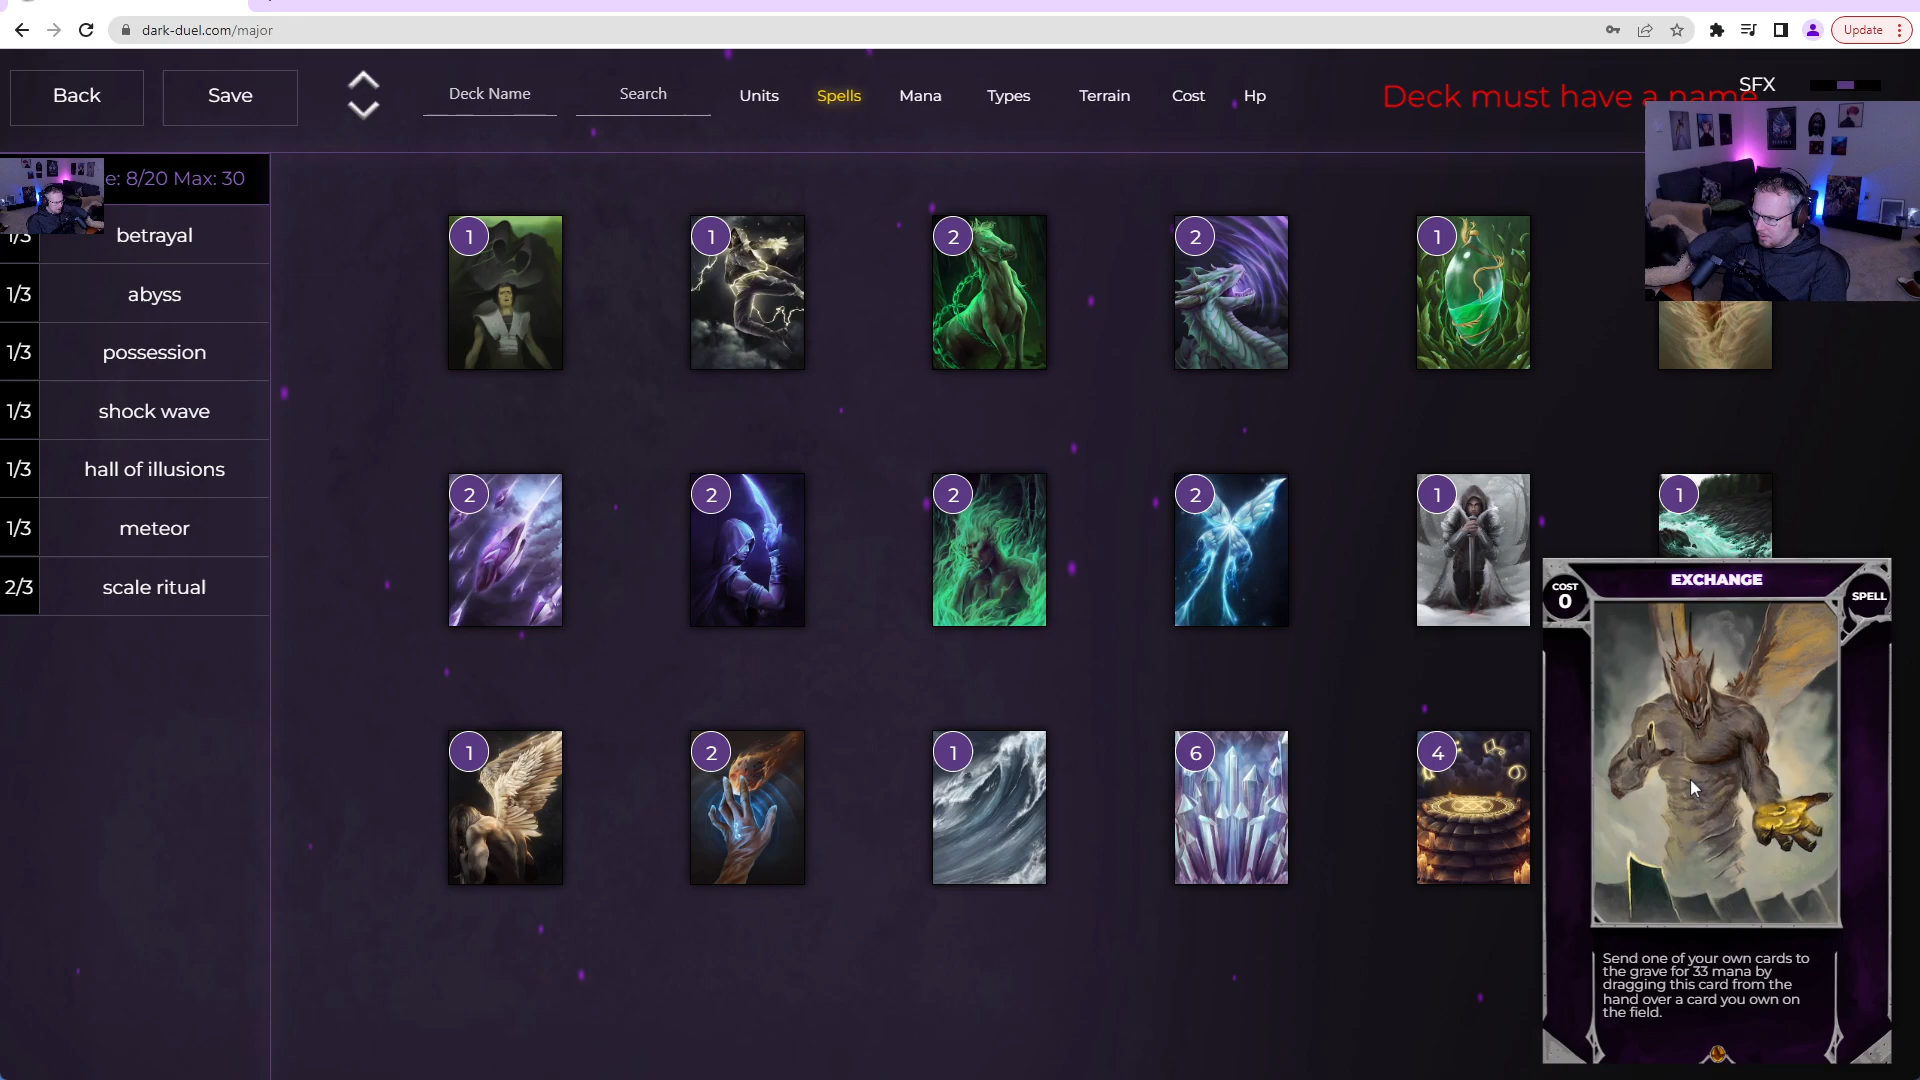 dark-duel.com/major
Update
Back
Save
Deck Name
Search
Units
Spells
Mana
Types
Terrain
Cost
Hp
Deck must have a name
SFX
e: 8/20 Max: 30
1/3 betrayal
1/3 abyss
1/3 possession
1/3 shock wave
1/3 hall of illusions
1/3 meteor
2/3 scale ritual
1
1
2
2
1
2
2
2
2
1
1
1
2
1
6
4
COST
0
EXCHANGE
SPELL
Send one of your own cards to
the grave for 33 mana by
dragging this card from the
hand over a card you own on
the field.